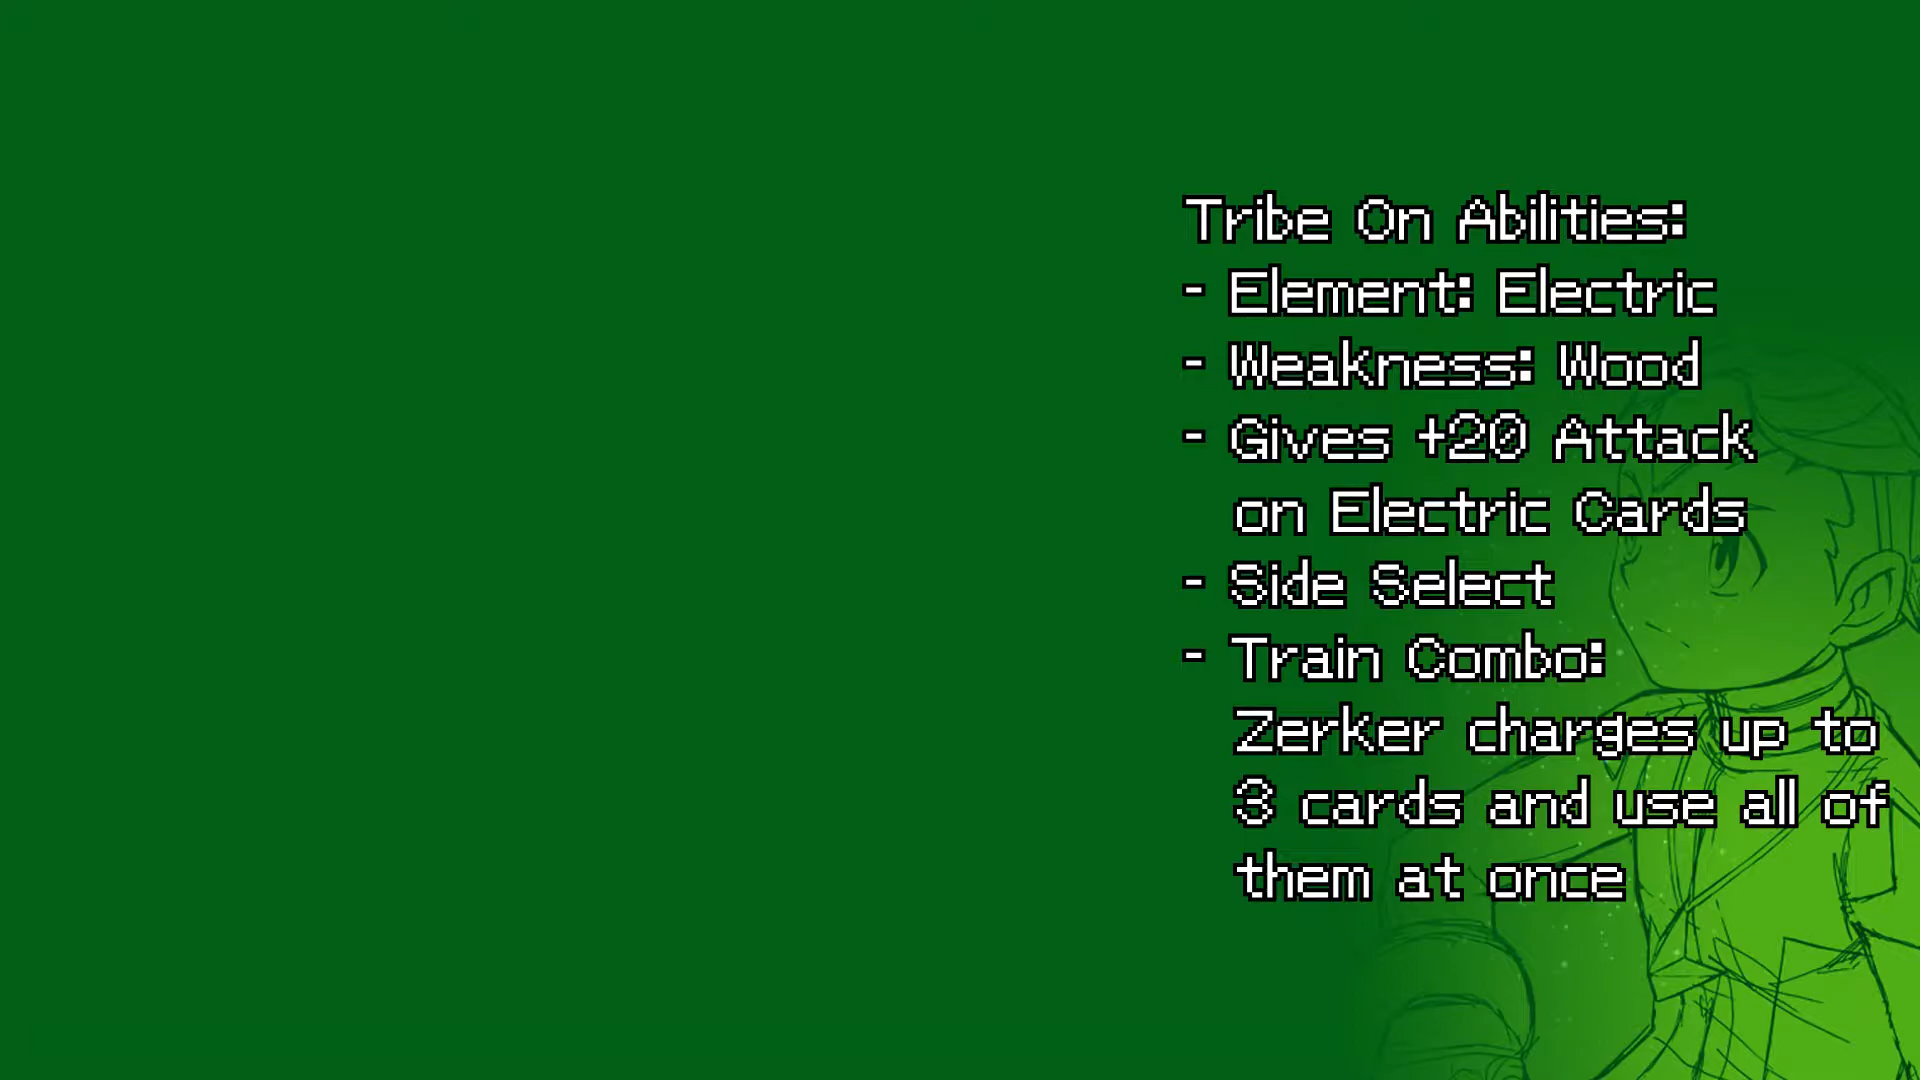 Tribe On Abilities:
- Element: Electric
- Weakness: Wood
- Gives +20 Attack
on Electric Cards
- Side Select
- Train Combo:
Zerker charges up to
3 cards and use all of
them at once